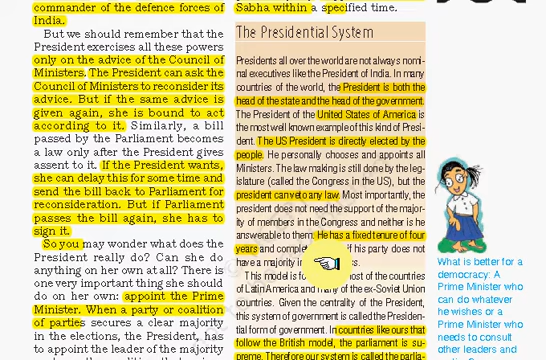 commander of the defence forces of
India.
But we should remember that the
President exercises all these powers
only on the advice of the Council of
Ministers. The President can ask the
Council of Ministers to reconsider its
advice. But if the same advice is
given again, she is bound to act
according to it. Similarly, a bill
passed by the Parliament becomes
a law only after the President gives
assent to it. If the President wants,
she can delay this for some time and
send the bill back to Parliament for
reconsideration. But if Parliament
passes the bill again, she has to
sign it.
So you may wonder what does the
President really do? Can she do
anything on her own at all? There is
one very important thing she should
do on her own: appoint the Prime
Minister. When a party or coalition
of parties secures a clear majority
in the elections, the President, has
to appoint the leader of the majority
Sabha within a specified time.
The Presidential System
Presidents all over the world are not always nomi-
nal executives like the President of India. In many
countries of the world, the President is both the
head of the state and the head of the government.
The President of the United States of America is
the most well known example of this kind of Presi-
dent. The US President is directly elected by the
people. He personally chooses and appoints all
Ministers. The law making is still done by the leg-
islature (called the Congress in the US), but the
president can veto any law. Most importantly, the
president does not need the support of the major-
ity of members in the Congress and neither is he
answerable to them. He has a fixed tenure of four
years and if his party does not
have a majority in
This model is most of the countries
of Latin America and many of the ex-Soviet Union
countries. Given the centrality of the President,
this system of government is called the Presiden-
tial form of government. In countries like ours that
follow the British model, the parliament is su-
preme. Therefore our system is called the parlia-
What is better for a
democracy: A
Prime Minister who
can do whatever
he wishes or a
Prime Minister who
needs to consult
other leaders and